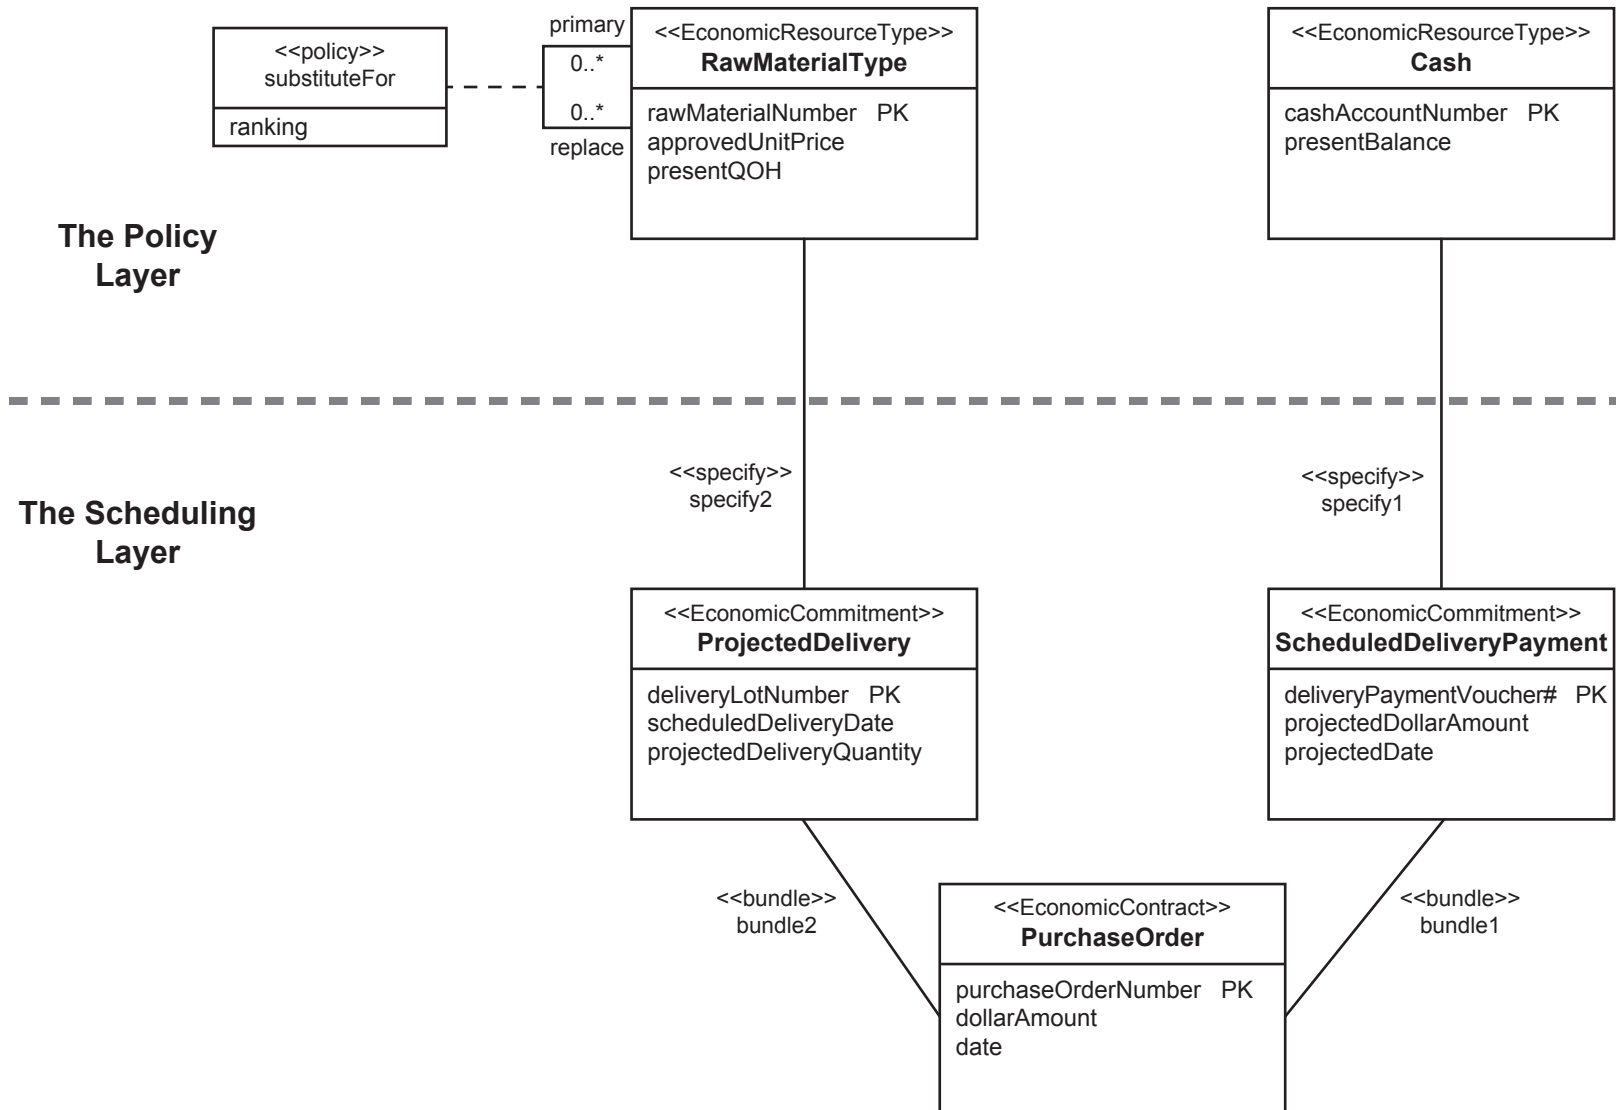 <<policy>>
substituteFor
ranking
primary
0..*
0..*
replace
<<EconomicResourceType>>
RawMaterialType
rawMaterialNumber PK
approvedUnitPrice
presentQOH
<<EconomicResourceType>>
Cash
cashAccountNumber PK
presentBalance
The Policy
Layer
The Scheduling
Layer
<<specify>>
specify2
<<specify>>
specify1
<<EconomicCommitment>>
ProjectedDelivery
deliveryLotNumber PK
scheduledDeliveryDate
projectedDeliveryQuantity
<<EconomicCommitment>>
ScheduledDeliveryPayment
deliveryPaymentVoucher# PK
projectedDollarAmount
projectedDate
<<bundle>>
bundle2
<<EconomicContract>>
PurchaseOrder
purchaseOrderNumber PK
dollarAmount
date
<<bundle>>
bundle1